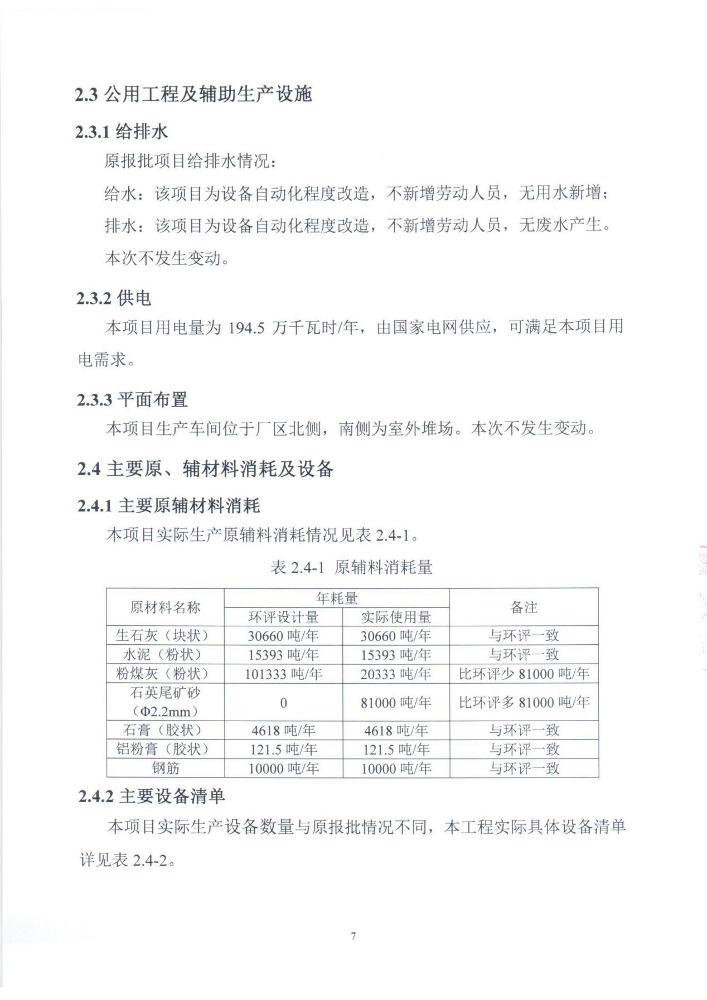 2.3 公用工程及辅助生产设施
2.3.1 给排水
原报批项目给排水情况：
给水：该项目为设备自动化程度改造，不新增劳动人员，无用水新增；
排水：该项目为设备自动化程度改造，不新增劳动人员，无废水产生。
本次不发生变动。
2.3.2 供电
本项目用电量为 194.5 万千瓦时/年，由国家电网供应，可满足本项目用
电需求。
2.3.3 平面布置
本项目生产车间位于厂区北侧，南侧为室外堆场。本次不发生变动。
2.4 主要原、辅材料消耗及设备
2.4.1 主要原辅材料消耗
本项目实际生产原辅料消耗情况见表 2.4-1。
表 2.4-1 原辅料消耗量
原材料名称 年耗量 备注
环评设计量 实际使用量
生石灰（块状） 30660 吨/年 30660 吨/年 与环评一致
水泥（粉状） 15393 吨/年 15393 吨/年 与环评一致
粉煤灰（粉状） 101333 吨/年 20333 吨/年 比环评少 81000 吨/年
石英尾矿砂
（Φ2.2mm） 0 81000 吨/年 比环评多 81000 吨/年
石膏（胶状） 4618 吨/年 4618 吨/年 与环评一致
铝粉膏（胶状） 121.5 吨/年 121.5 吨/年 与环评一致
钢筋 10000 吨/年 10000 吨/年 与环评一致
2.4.2 主要设备清单
本项目实际生产设备数量与原报批情况不同，本工程实际具体设备清单
详见表 2.4-2。
7